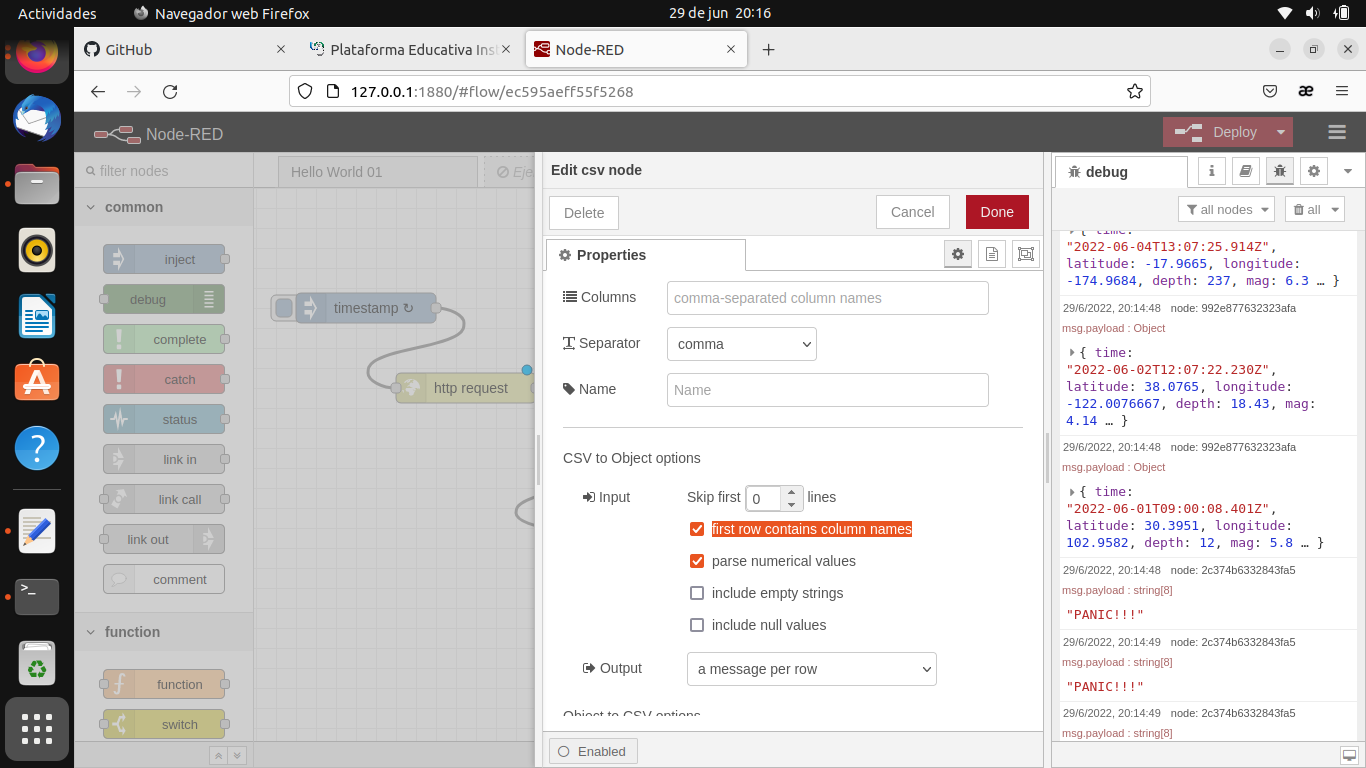 Actividades
Navegador web Firefox
29 de jun 20:16
GitHub
Plataforma Educativa Ins
Node-RED
127.0.0.1:1880/#flow/ec595aeff55f5268
Node-RED
Deploy
filter nodes
common
inject
debug
complete
catch
status
link in
link call
link out
comment
function
function
switch
Hello World 01
Eje
timestamp ↻
http request
Edit csv node
Delete
Cancel
Done
Properties
Columns
comma-separated column names
Separator
comma
Name
Name
CSV to Object options
Input
Skip first 0 lines
first row contains column names
parse numerical values
include empty strings
include null values
Output
a message per row
Object to CSV options
Enabled
debug
all nodes
all
{ time:
"2022-06-04T13:07:25.914Z",
latitude: -17.9665, longitude:
-174.9684, depth: 237, mag: 6.3 … }
29/6/2022, 20:14:48 node: 992e877632323afa
msg.payload : Object
{ time:
"2022-06-02T12:07:22.230Z",
latitude: 38.0765, longitude:
-122.0076667, depth: 18.43, mag:
4.14 … }
29/6/2022, 20:14:48 node: 992e877632323afa
msg.payload : Object
{ time:
"2022-06-01T09:00:08.401Z",
latitude: 30.3951, longitude:
102.9582, depth: 12, mag: 5.8 … }
29/6/2022, 20:14:48 node: 2c374b6332843fa5
msg.payload : string[8]
"PANIC!!!"
29/6/2022, 20:14:49 node: 2c374b6332843fa5
msg.payload : string[8]
"PANIC!!!"
29/6/2022, 20:14:49 node: 2c374b6332843fa5
msg.payload : string[8]